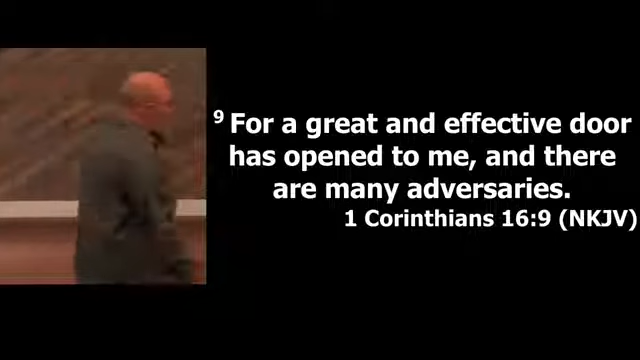 9 For a great and effective door
has opened to me, and there
are many adversaries.
1 Corinthians 16:9 (NKJV)